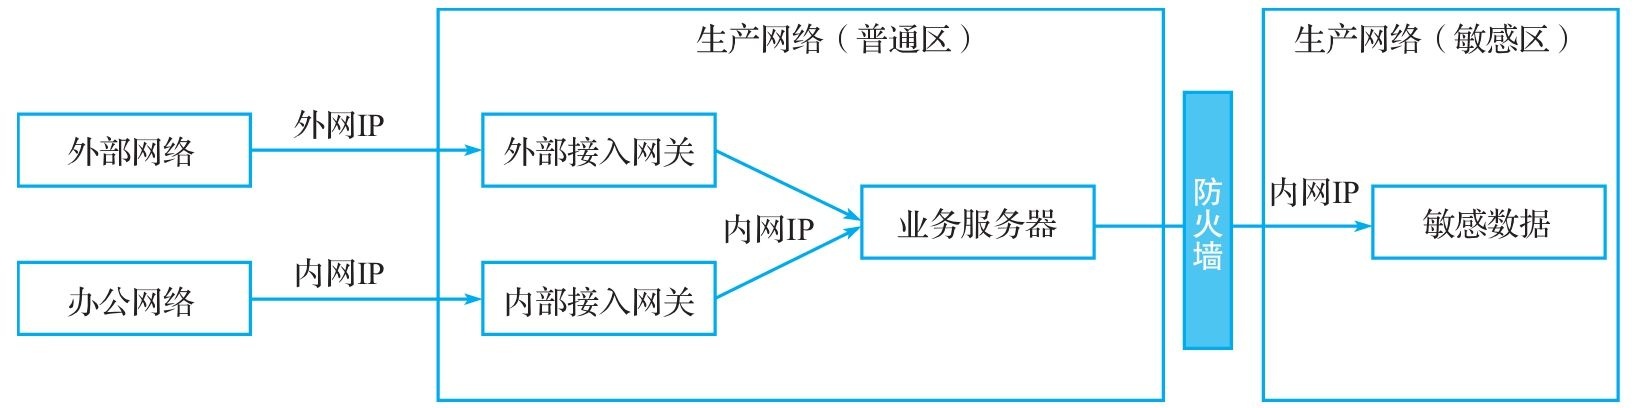 生产网络（普通区）
生产网络（敏感区）
外部网络
外网IP
外部接入网关
办公网络
内网IP
内部接入网关
内网IP
业务服务器
防火墙
内网IP
敏感数据